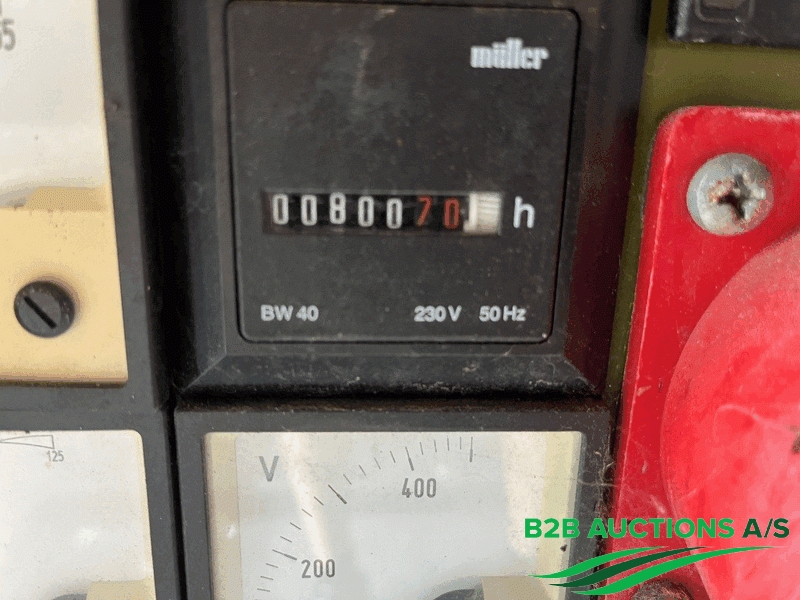 müller
0080070 h
BW 40 230 V 50 Hz
125
V
400
200
B2B AUCTIONS A/S